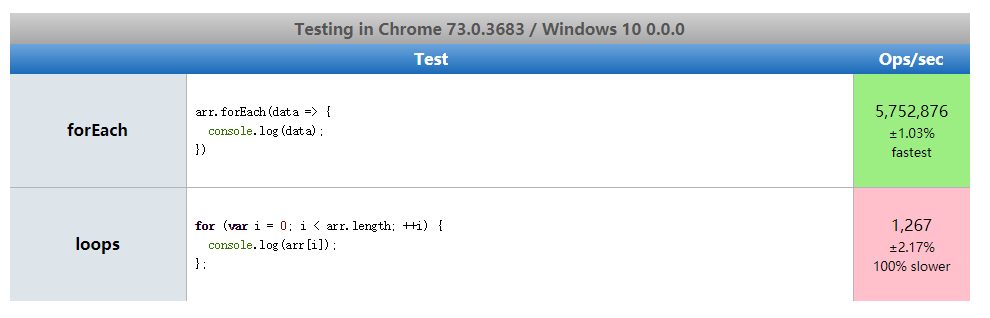 Testing in Chrome 73.0.3683 / Windows 10 0.0.0
Test
Ops/sec
forEach
arr.forEach(data => {
  console.log(data);
})
5,752,876
±1.03%
fastest
loops
for (var i = 0; i < arr.length; ++i) {
  console.log(arr[i]);
};
1,267
±2.17%
100% slower